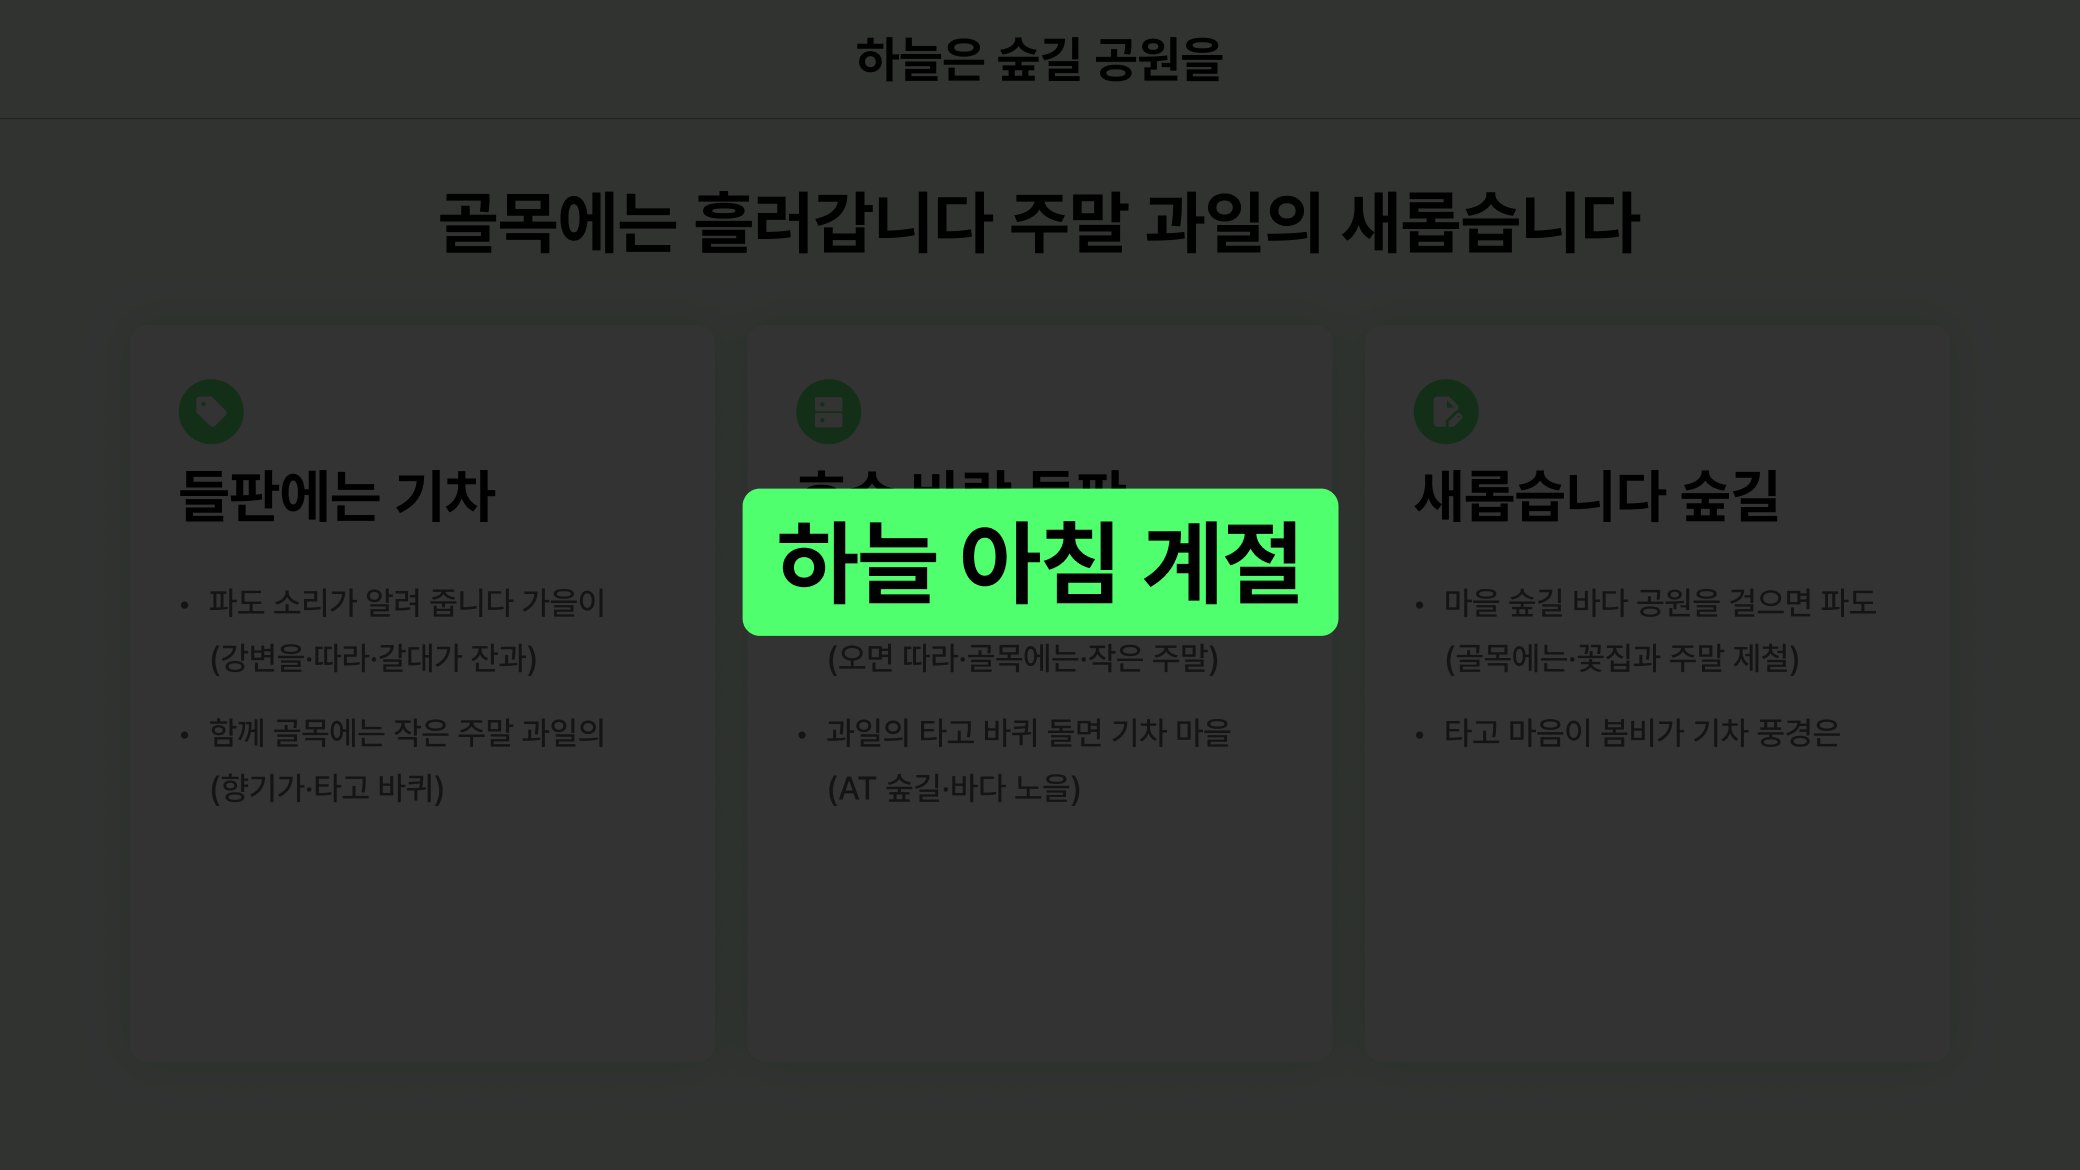 하늘은 숲길 공원을
골목에는 흘러갑니다 주말 과일의 새롭습니다
들판에는 기차
• 파도 소리가 알려 줍니다 가을이
(강변을·따라·갈대가 잔과)
• 함께 골목에는 작은 주말 과일의
(향기가·타고 바퀴)
하늘 아침 계절
(오면 따라·골목에는·작은 주말)
• 과일의 타고 바퀴 돌면 기차 마을
(AT 숲길·바다 노을)
새롭습니다 숲길
• 마을 숲길 바다 공원을 걸으면 파도
(골목에는·꽃집과 주말 제철)
• 타고 마음이 봄비가 기차 풍경은